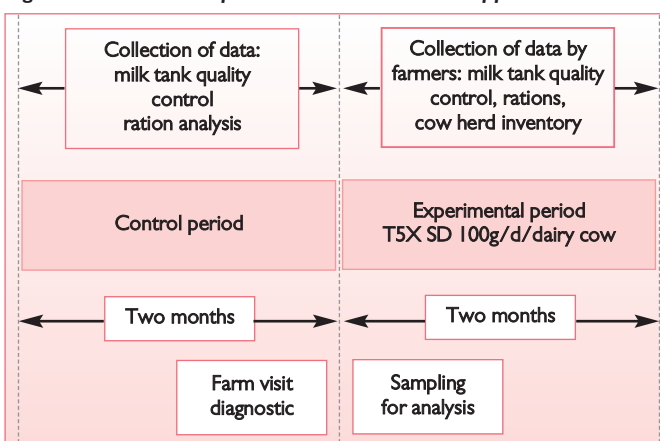 Collection of data:
milk tank quality
control
ration analysis
Collection of data by
farmers: milk tank quality
control, rations,
cow herd inventory
Control period
Experimental period
T5X SD 100g/d/dairy cow
Two months
Two months
Farm visit
diagnostic
Sampling
for analysis